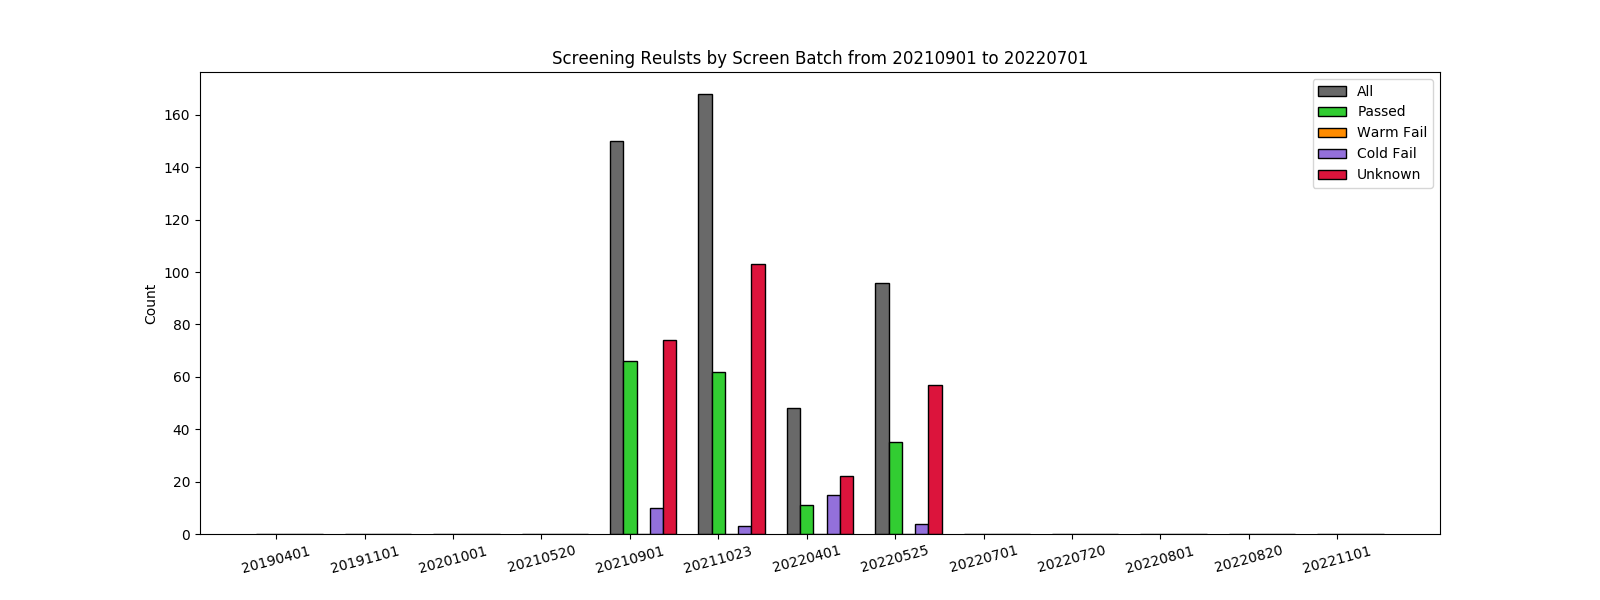 Screening Reulsts by Screen Batch from 20210901 to 20220701
All
Passed
Warm Fail
Cold Fail
Unknown
Count
160
140
120
100
80
60
40
20
0
20190401 20191101 20201001 20210520 20210901 20211023 20220401 20220525 20220701 20220720 20220801 20220820 20221101